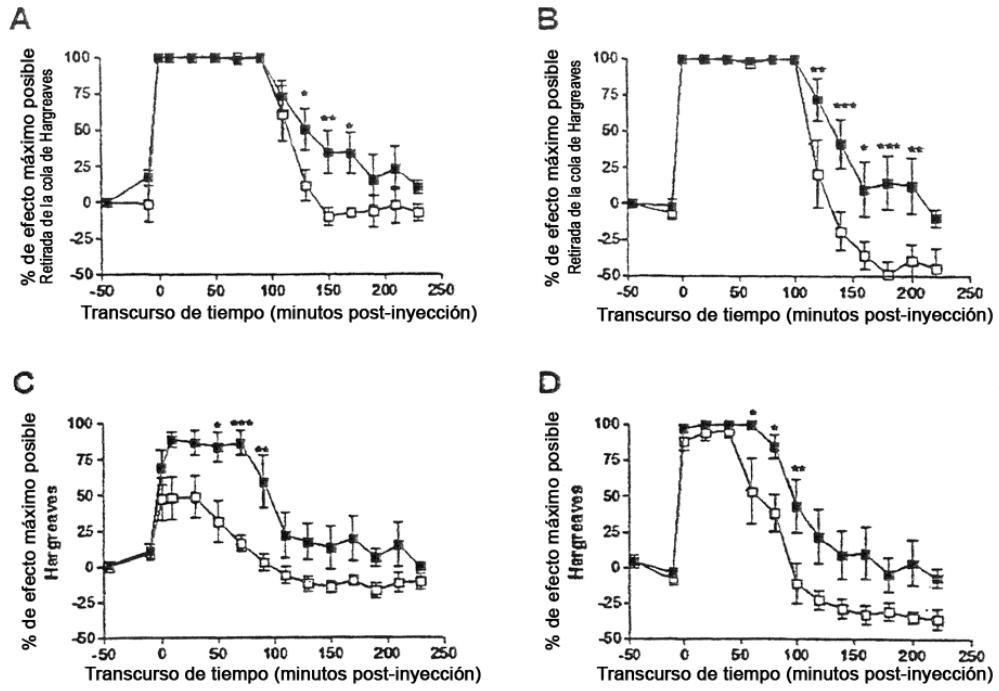 A
% de efecto máximo posible
Retirada de la cola de Hargreaves
100
75
50
25
0
-25
-50
* ** *
-50 0 50 100 150 200 250
Transcurso de tiempo (minutos post-inyección)
B
% de efecto máximo posible
Retirada de la cola de Hargreaves
100
75
50
25
0
-25
-50
** *** * *** **
-50 0 50 100 150 200 250
Transcurso de tiempo (minutos post-inyección)
C
% de efecto máximo posible
Hargreaves
100
75
50
25
0
-25
-50
* *** **
-50 0 50 100 150 200 250
Transcurso de tiempo (minutos post-inyección)
D
% de efecto máximo posible
Hargreaves
100
75
50
25
0
-25
-50
* * **
-50 0 50 100 150 200 250
Transcurso de tiempo (minutos post-inyección)